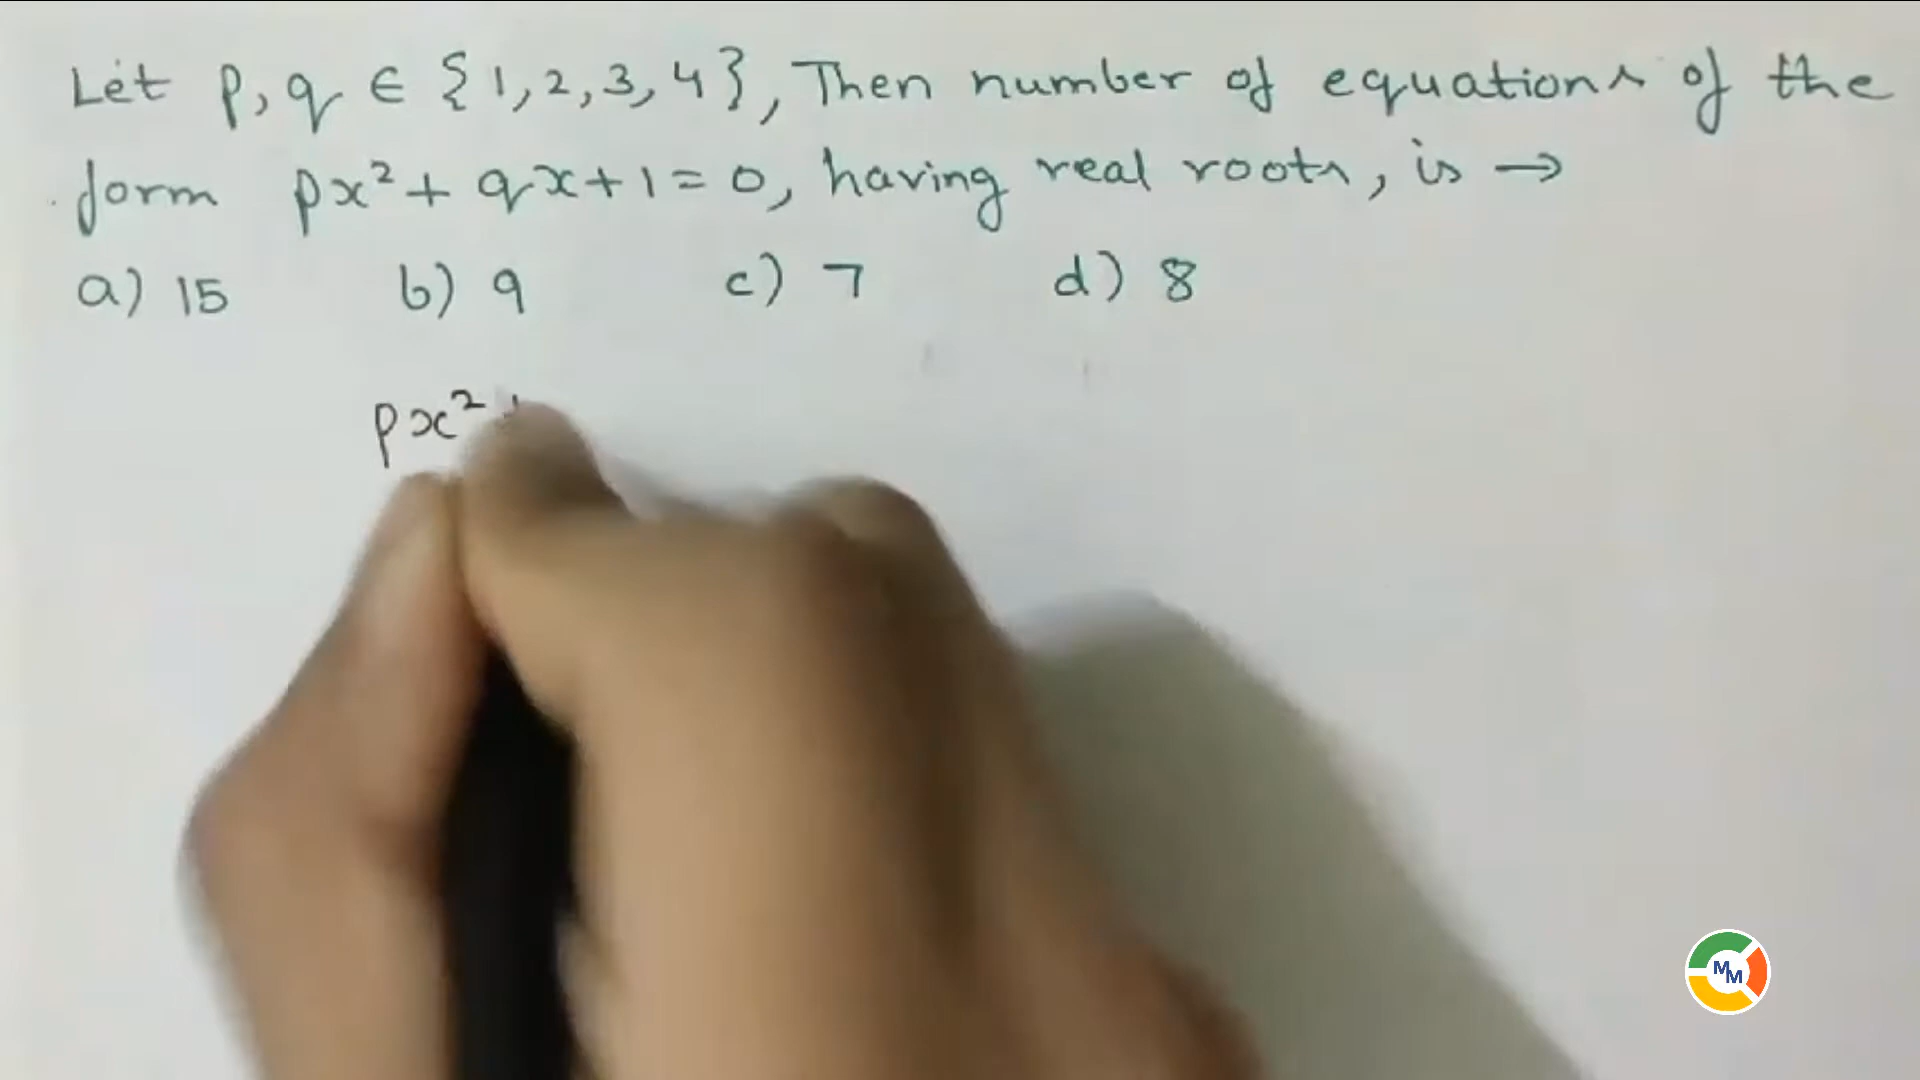 Let p, q ∈ {1, 2, 3, 4}, Then number of equations of the
form px² + qx + 1 = 0, having real roots, is →
a) 15 b) 9 c) 7 d) 8
px² +
MM